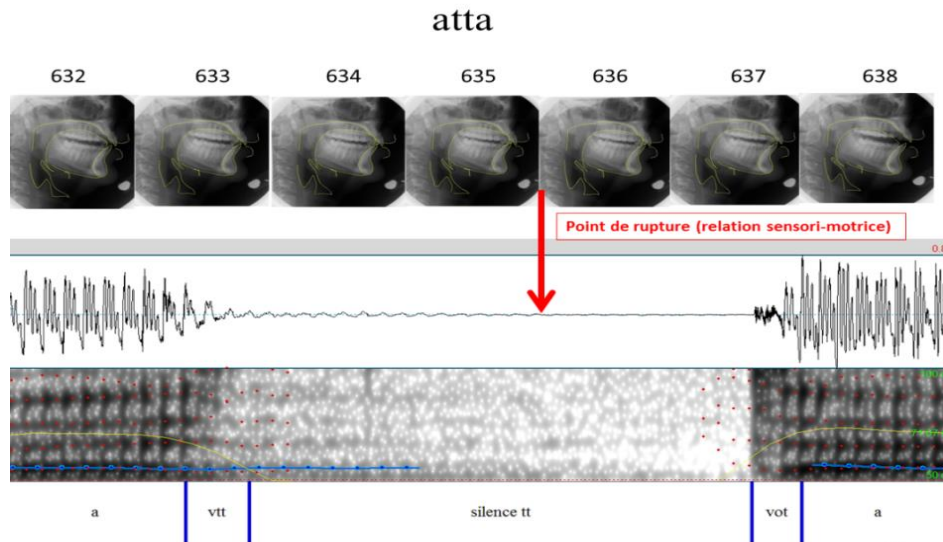 atta
632 633 634 635 636 637 638
Point de rupture (relation sensori-motrice)
a vtt silence tt vot a